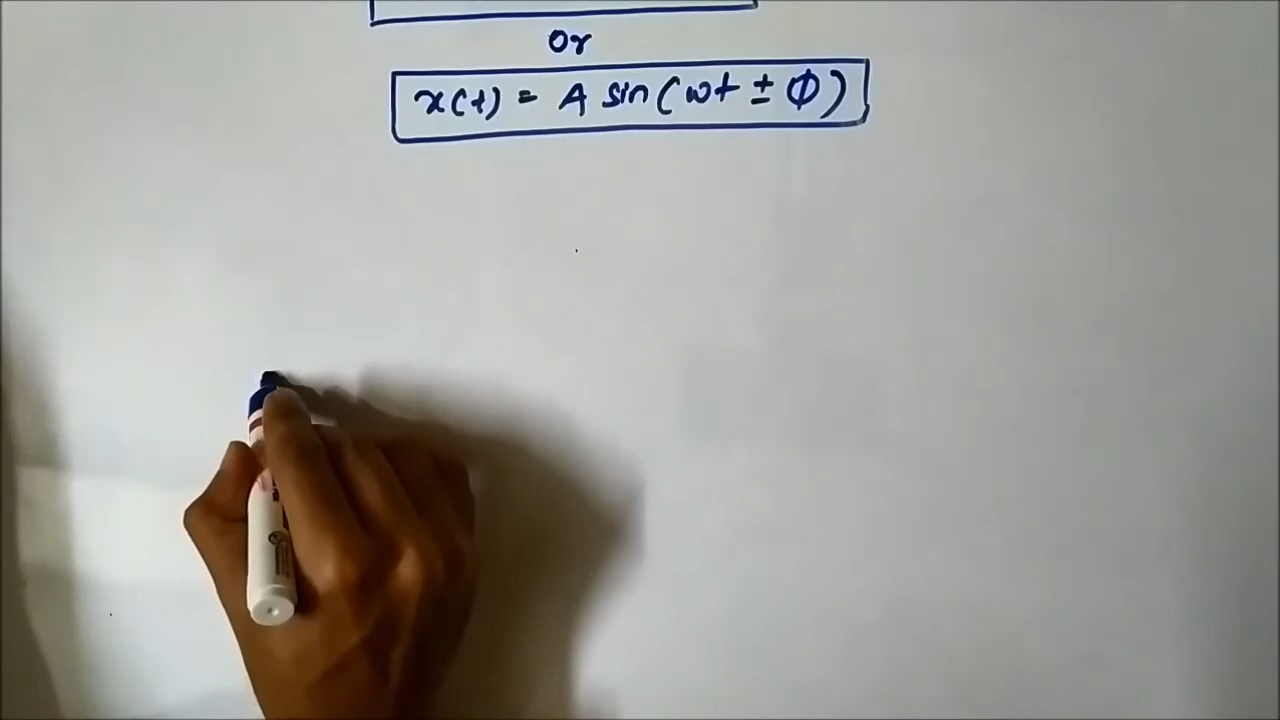 Or
x(t) = A sin(ωt ± Φ)